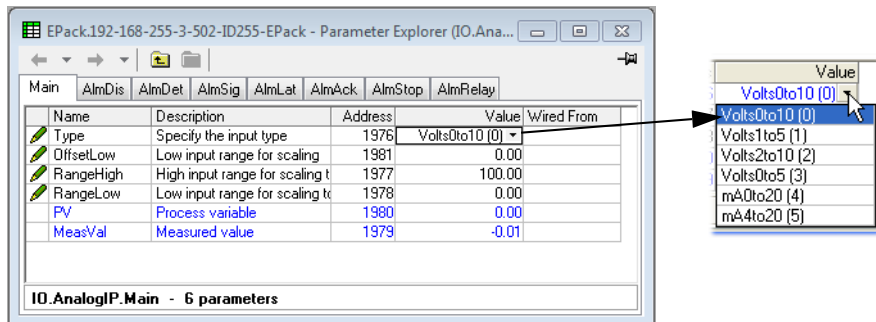 EPack.192-168-255-3-502-ID255-EPack - Parameter Explorer (IO.Ana...
Main AlmDis AlmDet AlmSig AlmLat AlmAck AlmStop AlmRelay
Name Description Address Value Wired From
Type Specify the input type 1976 Volts0to10 (0)
OffsetLow Low input range for scaling 1981 0.00
RangeHigh High input range for scaling t 1977 100.00
RangeLow Low input range for scaling to 1978 0.00
PV Process variable 1980 0.00
MeasVal Measured value 1979 -0.01
IO.AnalogIP.Main - 6 parameters
Value
Volts0to10 (0)
Volts0to10 (0)
Volts1to5 (1)
Volts2to10 (2)
Volts0to5 (3)
mA0to20 (4)
mA4to20 (5)